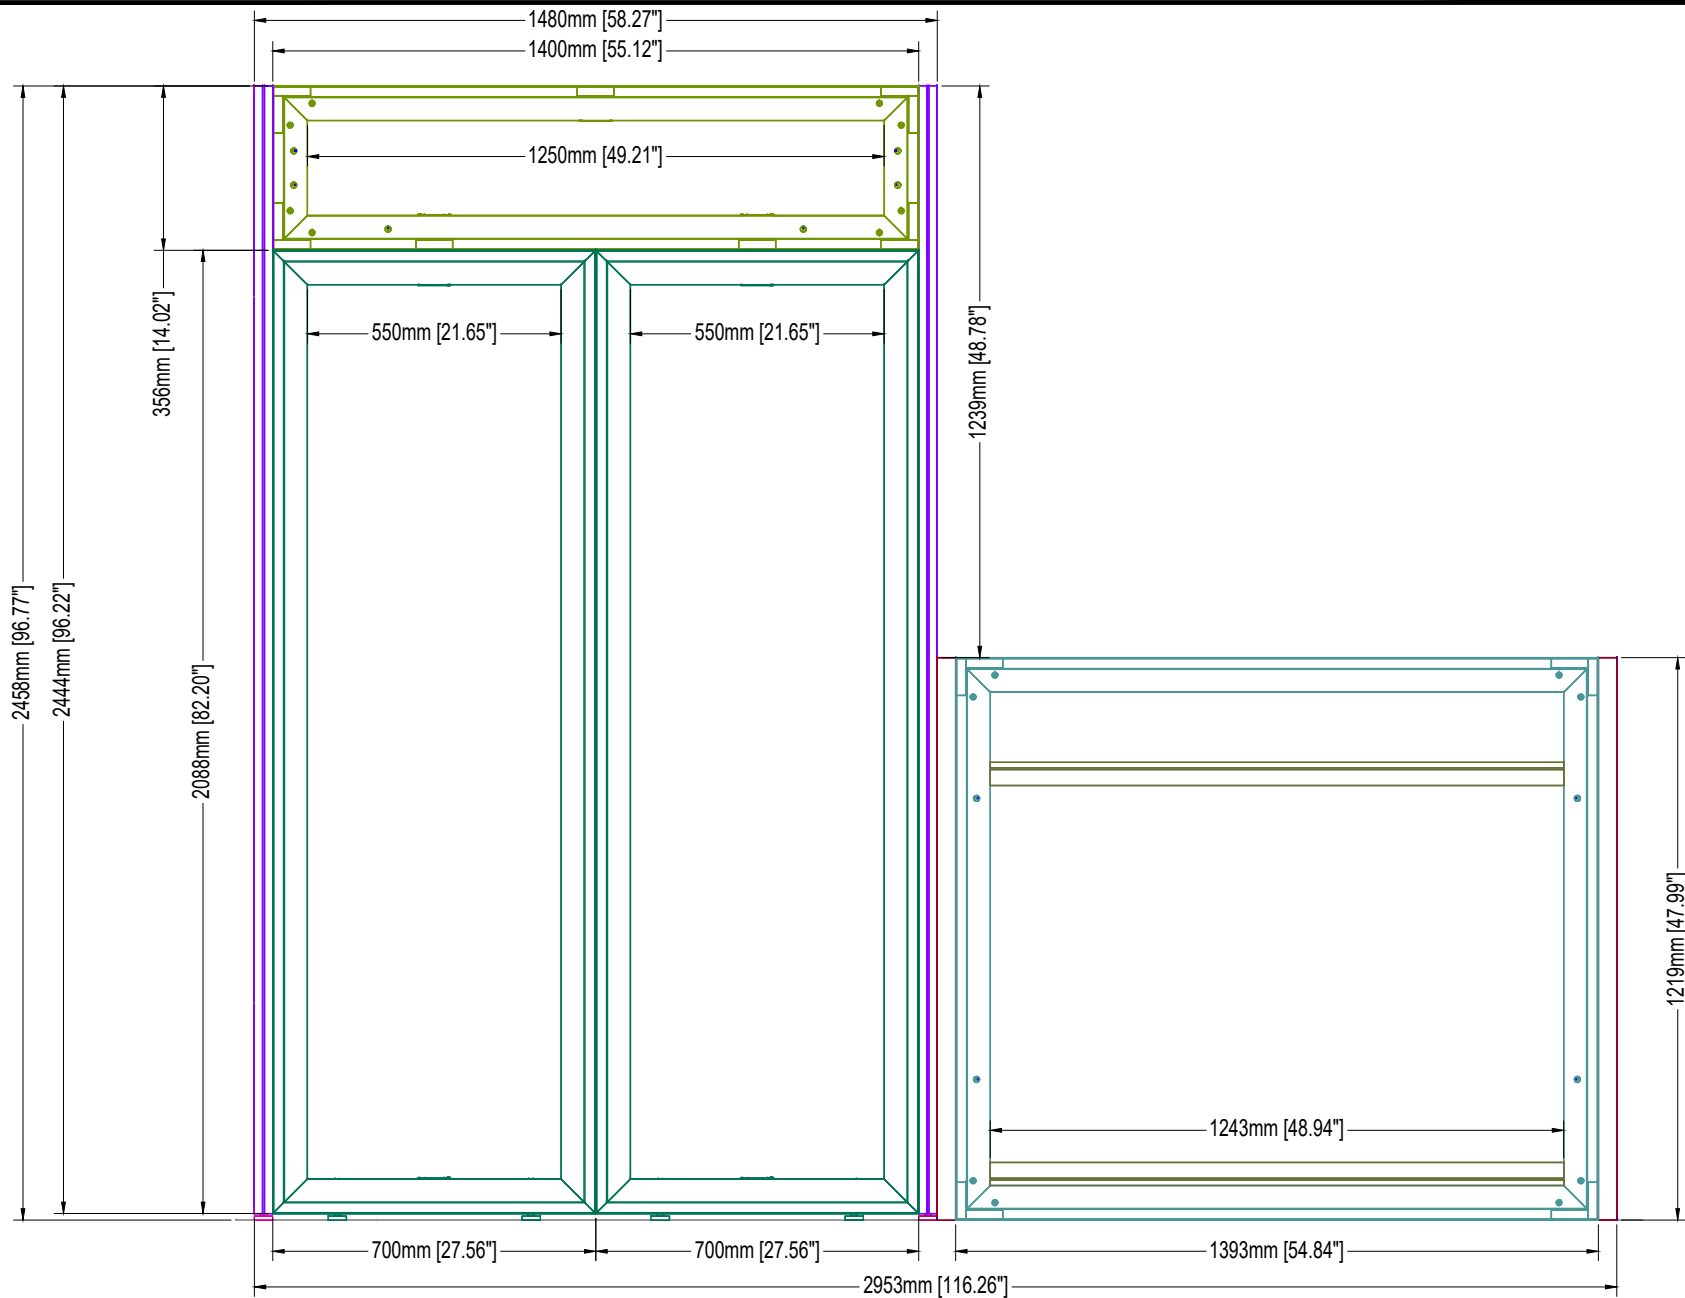 1480mm [58.27"]
1400mm [55.12"]
1250mm [49.21"]
356mm [14.02"]
550mm [21.65"]
550mm [21.65"]
1239mm [48.78"]
2458mm [96.77"]
2444mm [96.22"]
2088mm [82.20"]
1219mm [47.99"]
1243mm [48.94"]
700mm [27.56"]
700mm [27.56"]
1393mm [54.84"]
2953mm [116.26"]